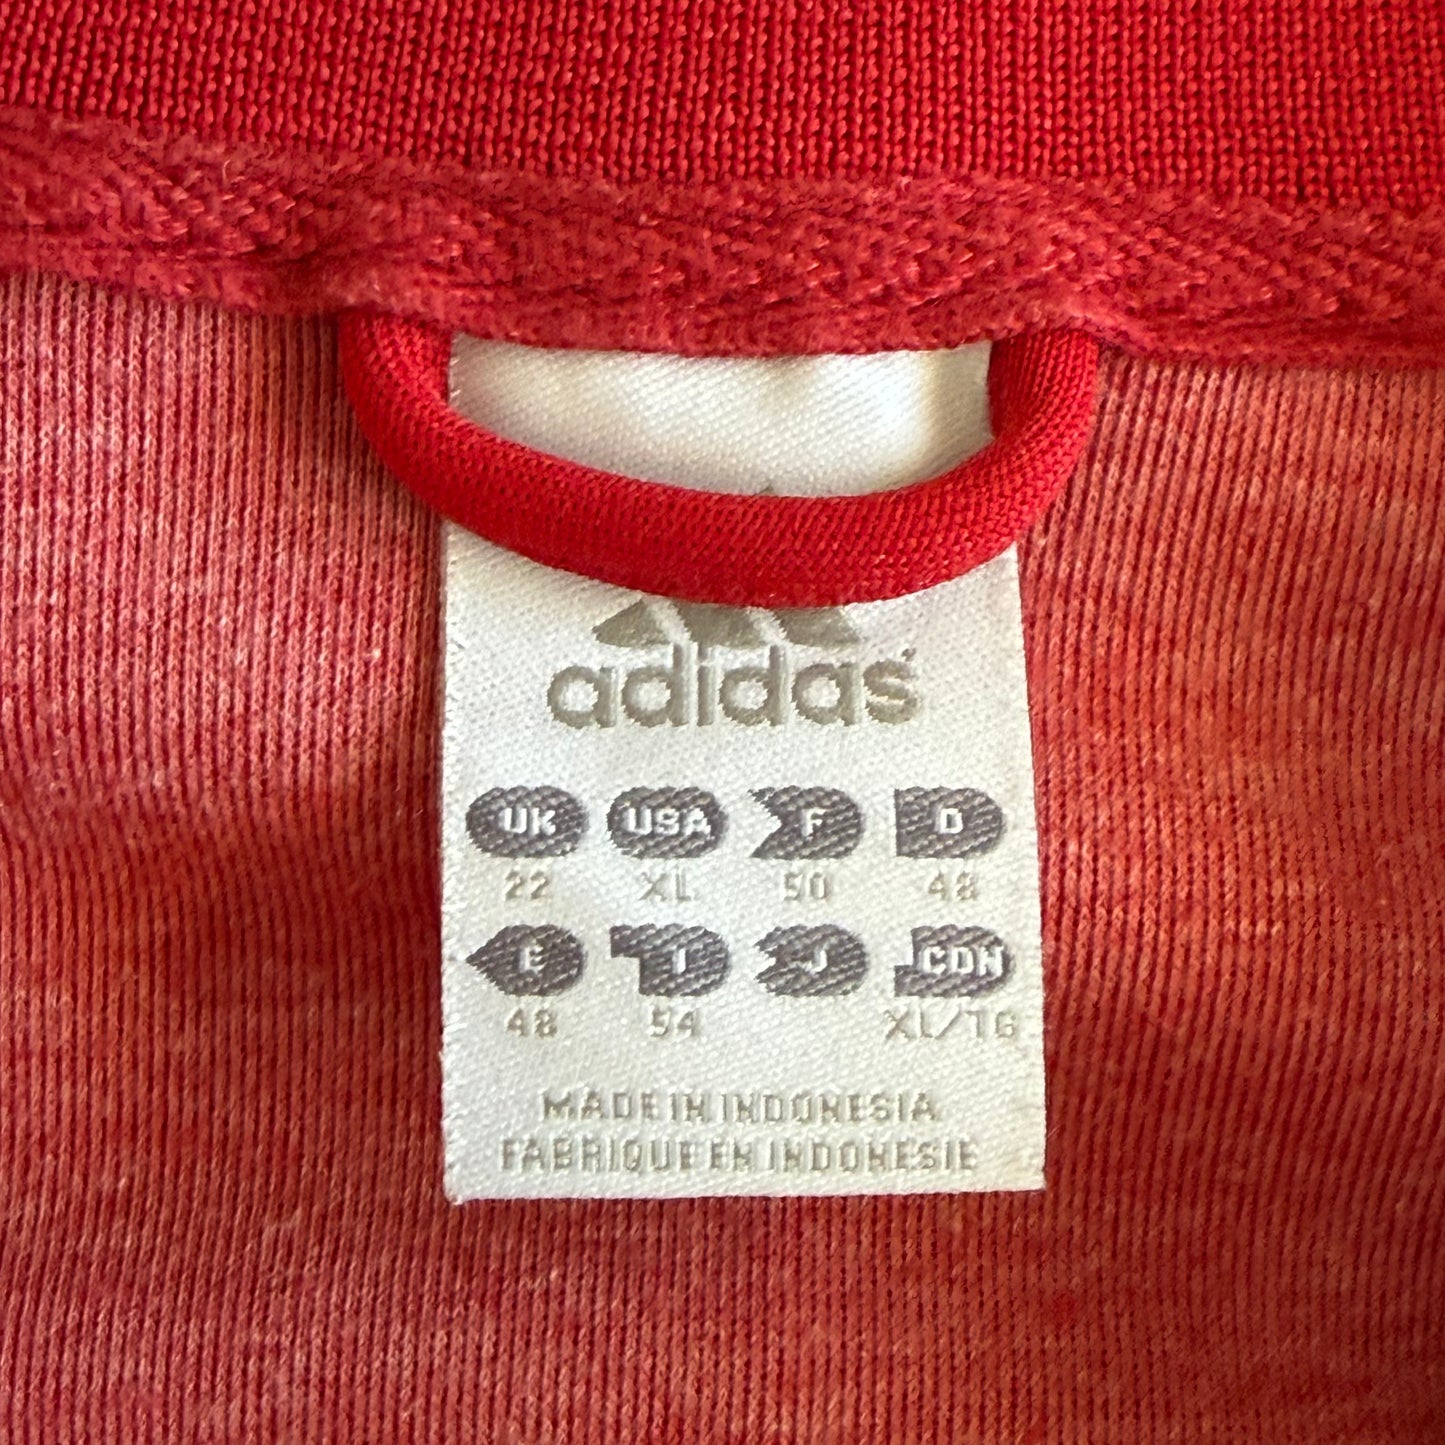 adidas
UK USA F D
22 XL 50 48
E I J CDN
48 54 XL/TG
MADE IN INDONESIA
FABRIQUE EN INDONESIE